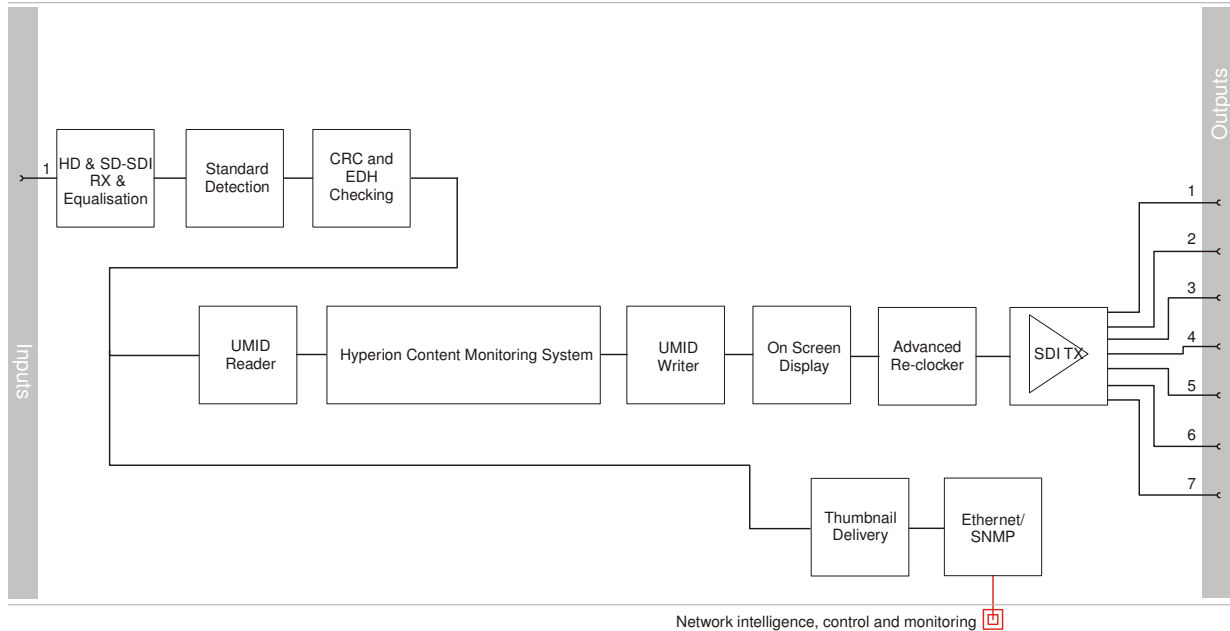 Inputs
Outputs
1
HD & SD-SDI
RX &
Equalisation
Standard
Detection
CRC and
EDH
Checking
UMID
Reader
Hyperion Content Monitoring System
UMID
Writer
On Screen
Display
Advanced
Re-clocker
SDI TX
1
2
3
4
5
6
7
Thumbnail
Delivery
Ethernet/
SNMP
Network intelligence, control and monitoring